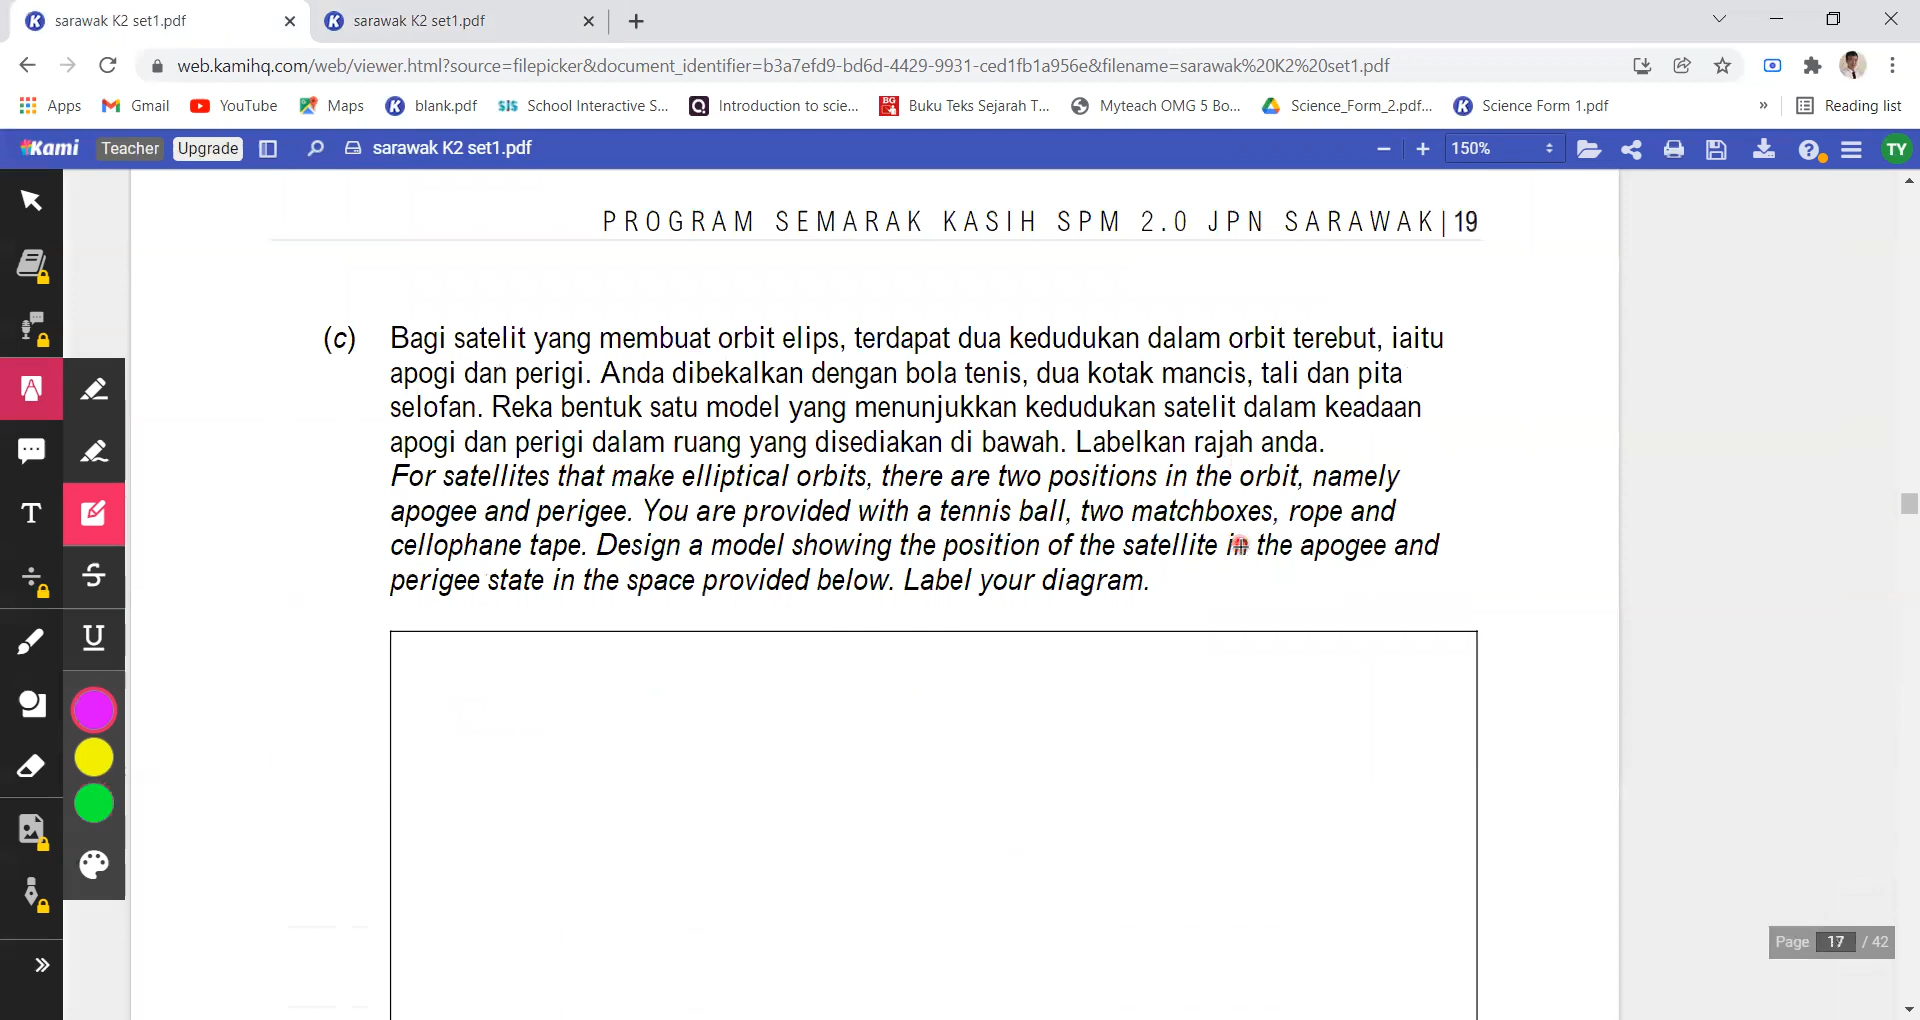 sarawak K2 set1.pdf
sarawak K2 set1.pdf
web.kamihq.com/web/viewer.html?source=filepicker&document_identifier=b3a7efd9-bd6d-4429-9931-ced1fb1a956e&filename=sarawak%20K2%20set1.pdf
Apps Gmail YouTube Maps blank.pdf SIS School Interactive S... Introduction to scie... BG Buku Teks Sejarah T... Myteach OMG 5 Bo... Science_Form_2.pdf... Science Form 1.pdf » Reading list
Kami Teacher Upgrade sarawak K2 set1.pdf 150% TY
PROGRAM SEMARAK KASIH SPM 2.0 JPN SARAWAK|19
(c) Bagi satelit yang membuat orbit elips, terdapat dua kedudukan dalam orbit terebut, iaitu
apogi dan perigi. Anda dibekalkan dengan bola tenis, dua kotak mancis, tali dan pita
selofan. Reka bentuk satu model yang menunjukkan kedudukan satelit dalam keadaan
apogi dan perigi dalam ruang yang disediakan di bawah. Labelkan rajah anda.
For satellites that make elliptical orbits, there are two positions in the orbit, namely
apogee and perigee. You are provided with a tennis ball, two matchboxes, rope and
cellophane tape. Design a model showing the position of the satellite in the apogee and
perigee state in the space provided below. Label your diagram.
Page 17 / 42